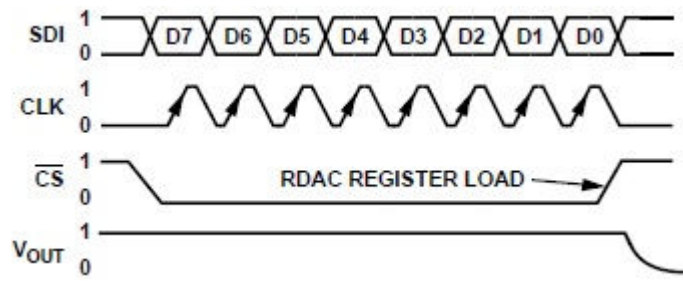 SDI 1 0 D7 D6 D5 D4 D3 D2 D1 D0
CLK 1 0
CS 1 0 RDAC REGISTER LOAD
VOUT 1 0